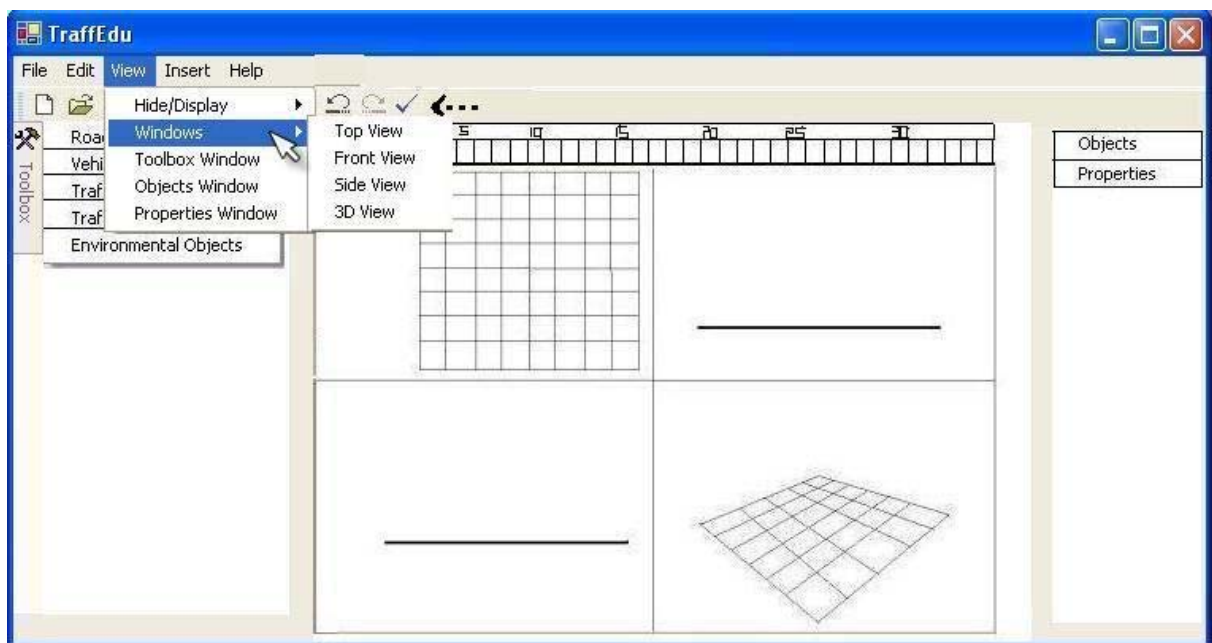 TraffEdu
File Edit View Insert Help
Hide/Display
Windows
Toolbox Window
Objects Window
Properties Window
Top View
Front View
Side View
3D View
5 10 15 20 25 30
Toolbox
Environmental Objects
Objects
Properties